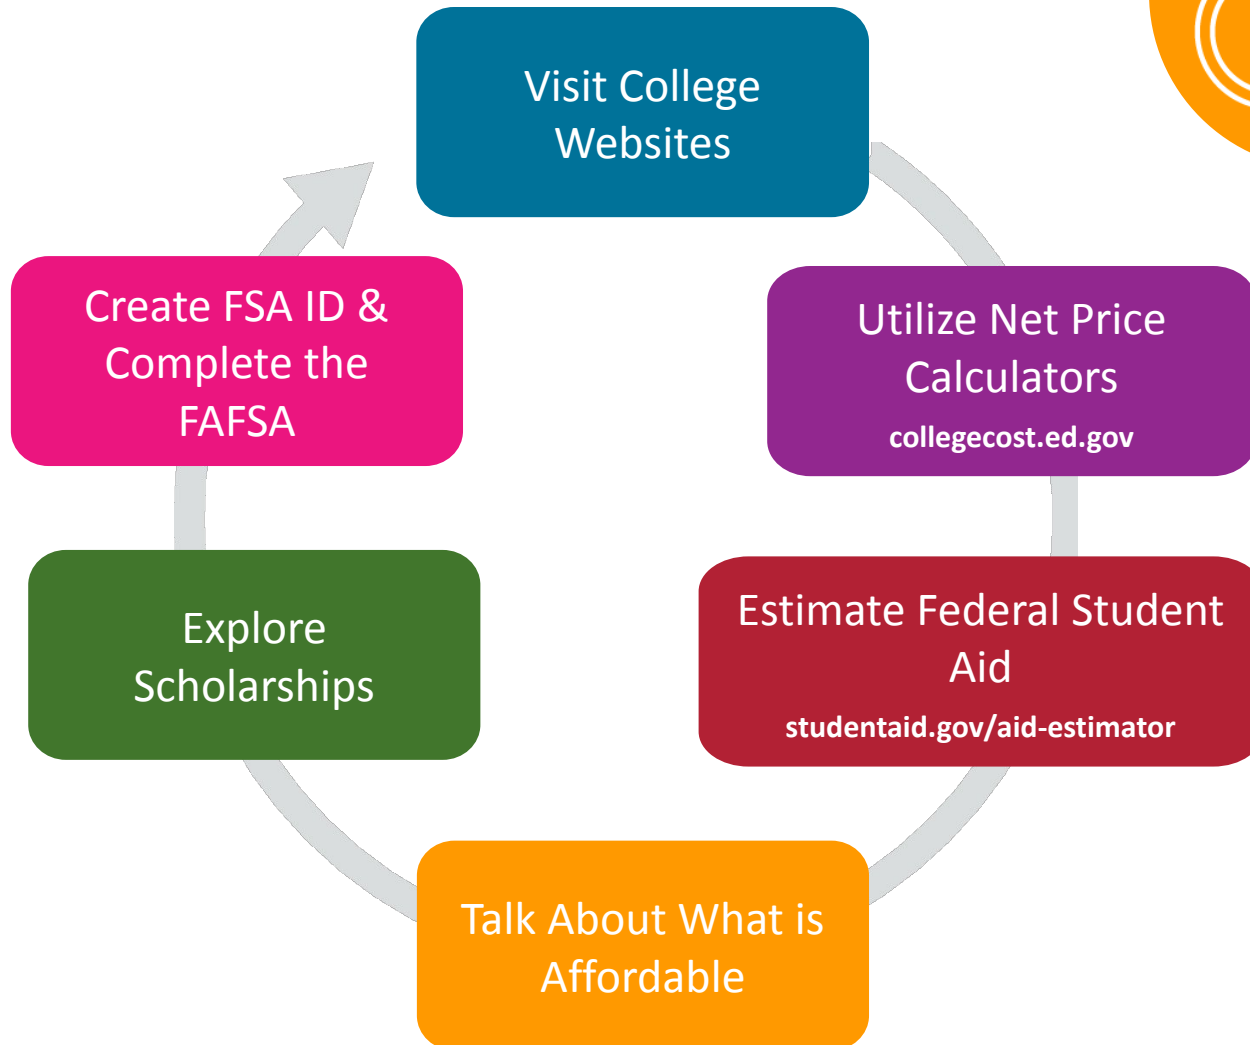 Visit College
Websites
Utilize Net Price
Calculators
collegecost.ed.gov
Estimate Federal Student
Aid
studentaid.gov/aid-estimator
Talk About What is
Affordable
Explore
Scholarships
Create FSA ID &
Complete the
FAFSA